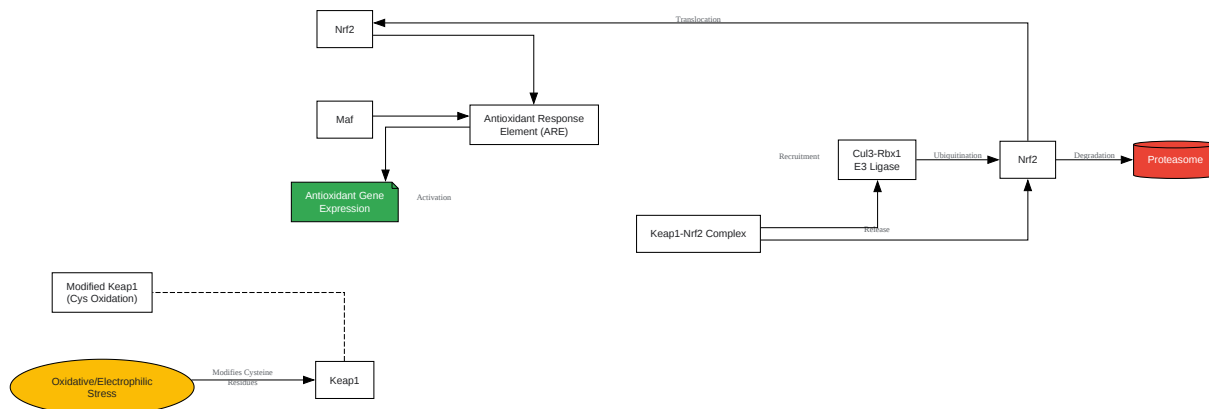 Translocation
Nrf2
Maf
Antioxidant Response
Element (ARE)
Recruitment
Cul3-Rbx1
E3 Ligase
Ubiquitination
Nrf2
Degradation
Proteasome
Antioxidant Gene
Expression
Activation
Keap1-Nrf2 Complex
Release
Modified Keap1
(Cys Oxidation)
Oxidative/Electrophilic
Stress
Modifies Cysteine
Residues
Keap1